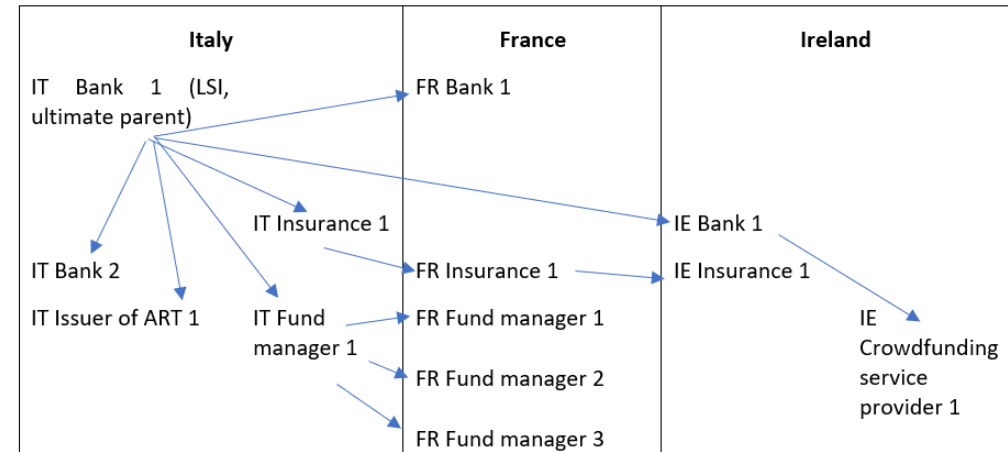 Italy
France
Ireland
IT Bank 1 (LSI,
ultimate parent)
FR Bank 1
IT Insurance 1
IE Bank 1
IT Bank 2
FR Insurance 1
IE Insurance 1
IT Issuer of ART 1
IT Fund
manager 1
FR Fund manager 1
IE
Crowdfunding
service
provider 1
FR Fund manager 2
FR Fund manager 3